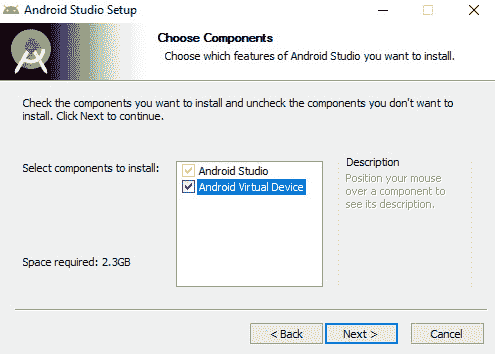 Android Studio Setup
Choose Components
Choose which features of Android Studio you want to install.
Check the components you want to install and uncheck the components you don't want to
install. Click Next to continue.
Select components to install:
Android Studio
Android Virtual Device
Description
Position your mouse
over a component to
see its description.
Space required: 2.3GB
< Back
Next >
Cancel